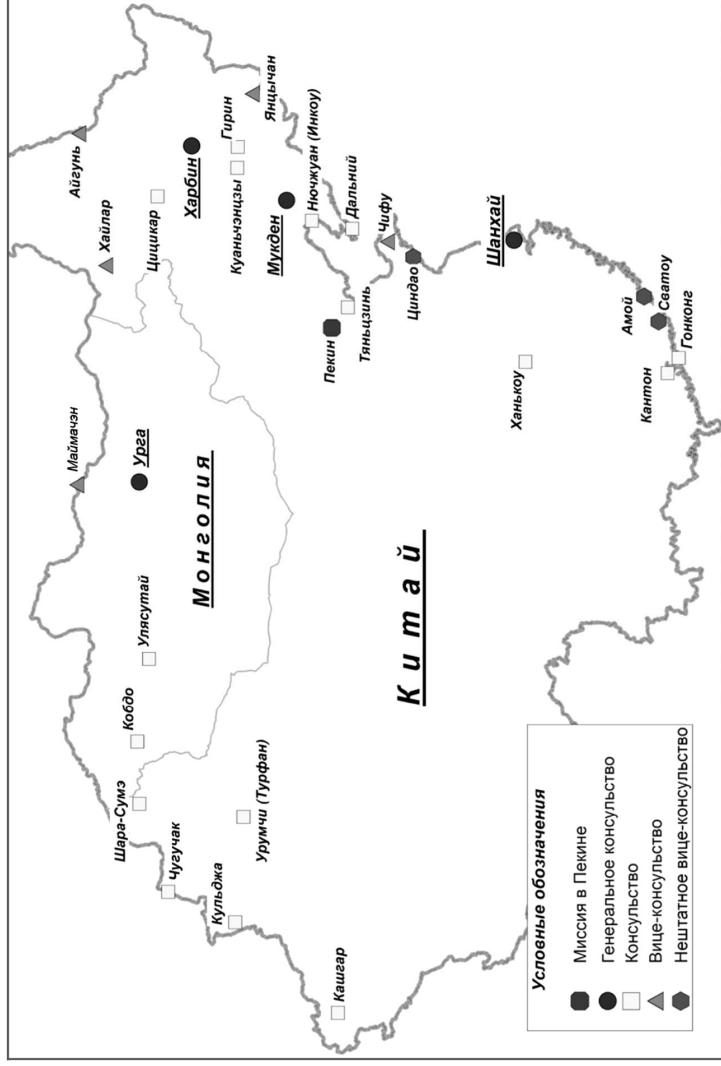 Айгунь
Маймачэн
Хайлар
Янцычан
Харбин
Гирин
Цицикар
Куаньчэнцзы
Урга
Мукден
Нючжуан (Инкоу)
Улясутай
Кобдо
Шара-Сумэ
Монголия
Дальний
Чугучак
Пекин
Тяньцзинь
Чифу
Урумчи (Турфан)
Кульджа
Циндао
Китай
Шанхай
Кашгар
Ханькоу
Амой
Сватоу
Кантон
Гонконг
Условные обозначения
Миссия в Пекине
Генеральное консульство
Консульство
Вице-консульство
Нештатное вице-консульство